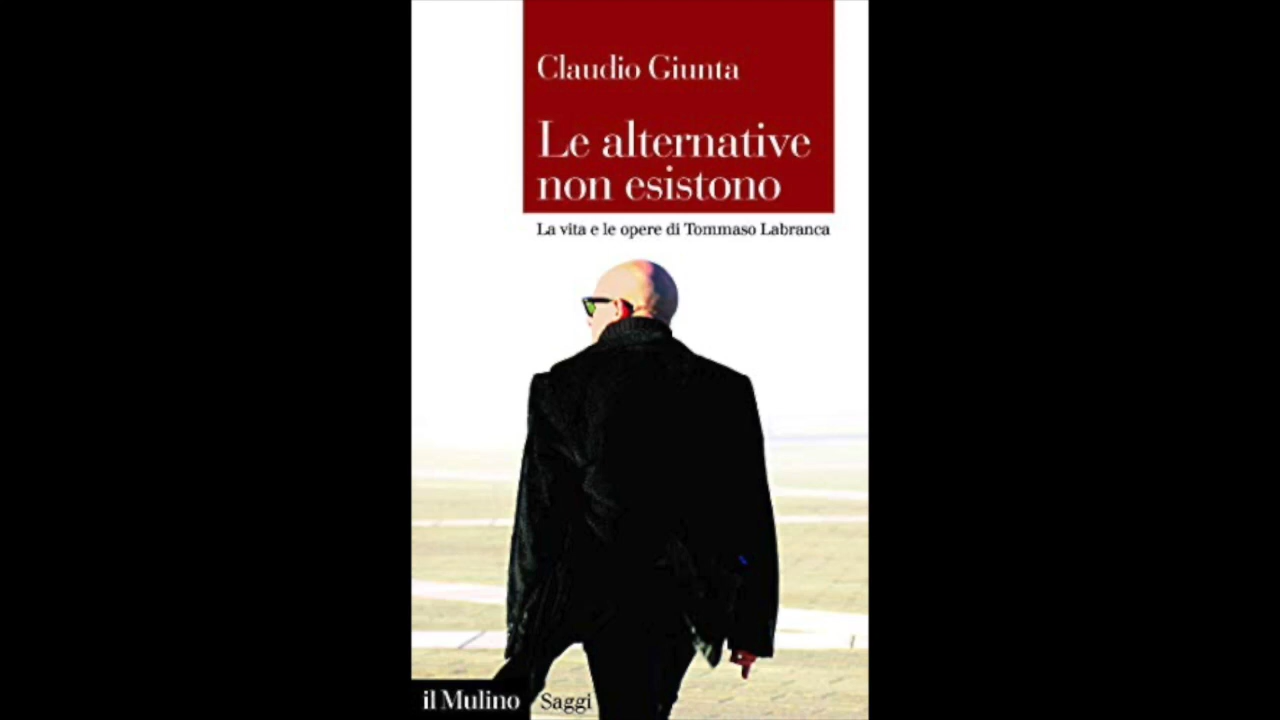 Claudio Giunta
Le alternative
non esistono
La vita e le opere di Tommaso Labranca
il Mulino Saggi